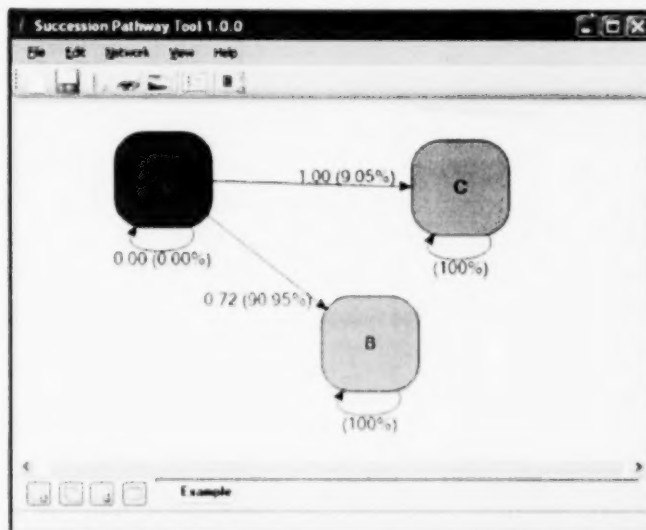 Succession Pathway Tool 1.0.0
File Edit Network View Help
B
1.00 (9.05%)
C
0.00 (0.00%)
(100%)
0.72 (90.95%)
B
(100%)
Example